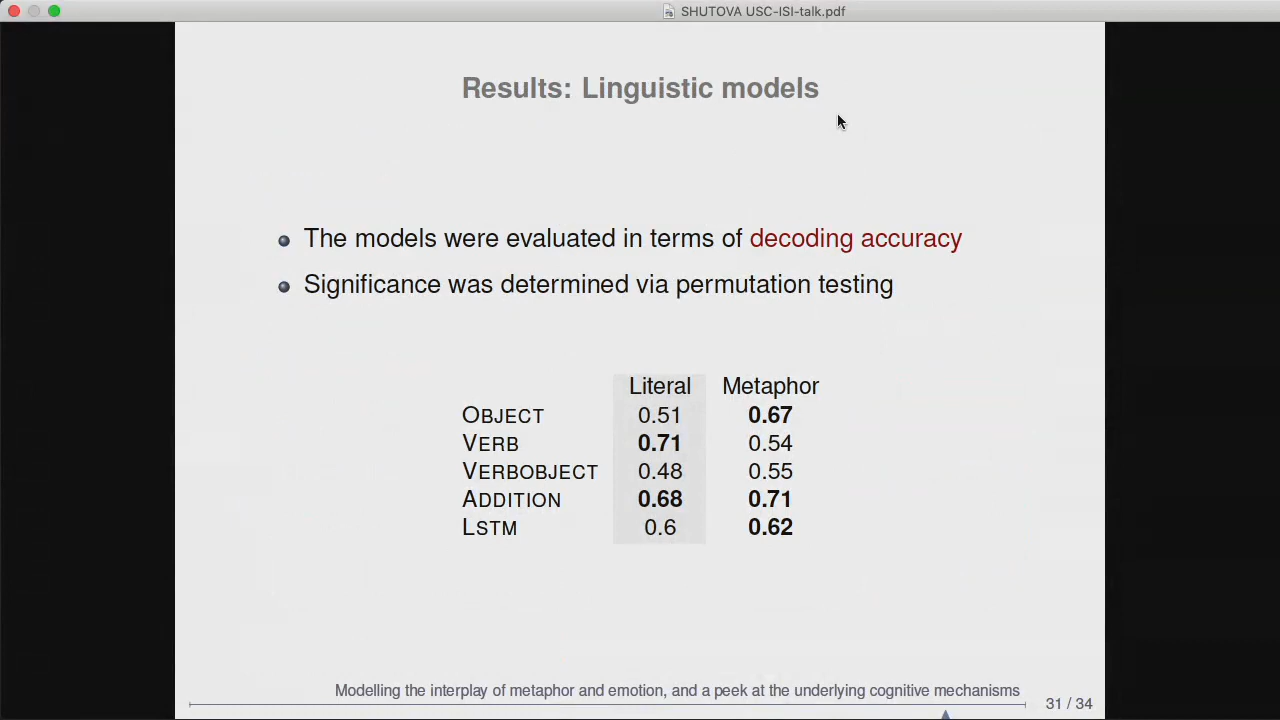 SHUTOVA USC-ISI-talk.pdf
Results: Linguistic models
The models were evaluated in terms of decoding accuracy
Significance was determined via permutation testing
Literal Metaphor
OBJECT 0.51 0.67
VERB 0.71 0.54
VERBOBJECT 0.48 0.55
ADDITION 0.68 0.71
LSTM 0.6 0.62
Modelling the interplay of metaphor and emotion, and a peek at the underlying cognitive mechanisms
31 / 34